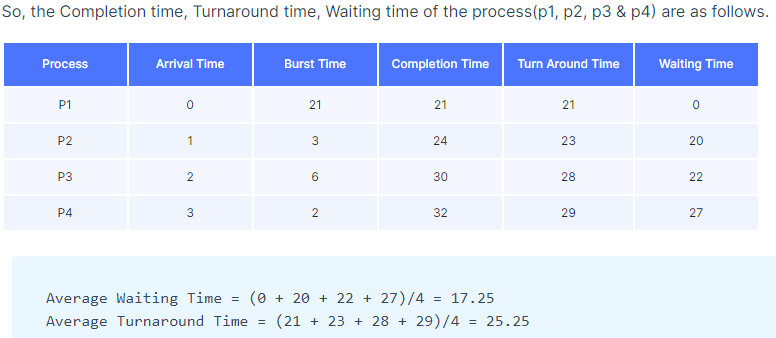 So, the Completion time, Turnaround time, Waiting time of the process(p1, p2, p3 & p4) are as follows.
Process Arrival Time Burst Time Completion Time Turn Around Time Waiting Time
P1 0 21 21 21 0
P2 1 3 24 23 20
P3 2 6 30 28 22
P4 3 2 32 29 27
Average Waiting Time = (0 + 20 + 22 + 27)/4 = 17.25
Average Turnaround Time = (21 + 23 + 28 + 29)/4 = 25.25